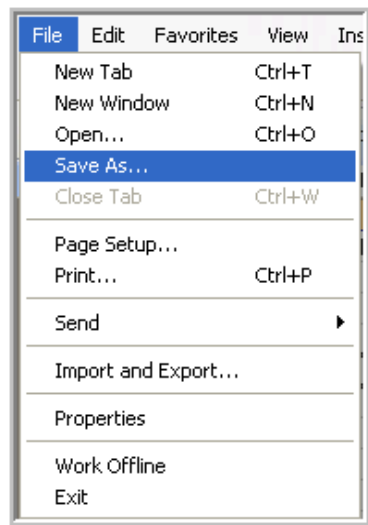 File Edit Favorites View Ins
New Tab Ctrl+T
New Window Ctrl+N
Open... Ctrl+O
Save As...
Close Tab Ctrl+W
Page Setup...
Print... Ctrl+P
Send
Import and Export...
Properties
Work Offline
Exit